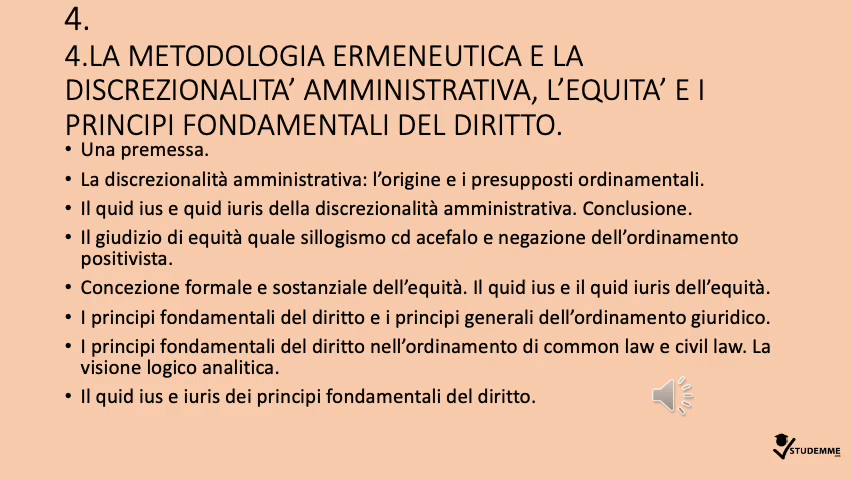 4.
4.LA METODOLOGIA ERMENEUTICA E LA
DISCREZIONALITA’ AMMINISTRATIVA, L’EQUITA’ E I
PRINCIPI FONDAMENTALI DEL DIRITTO.
• Una premessa.
• La discrezionalità amministrativa: l’origine e i presupposti ordinamentali.
• Il quid ius e quid iuris della discrezionalità amministrativa. Conclusione.
• Il giudizio di equità quale sillogismo cd acefalo e negazione dell’ordinamento
positivista.
• Concezione formale e sostanziale dell’equità. Il quid ius e il quid iuris dell’equità.
• I principi fondamentali del diritto e i principi generali dell’ordinamento giuridico.
• I principi fondamentali del diritto nell’ordinamento di common law e civil law. La
visione logico analitica.
• Il quid ius e iuris dei principi fondamentali del diritto.
STUDEMME